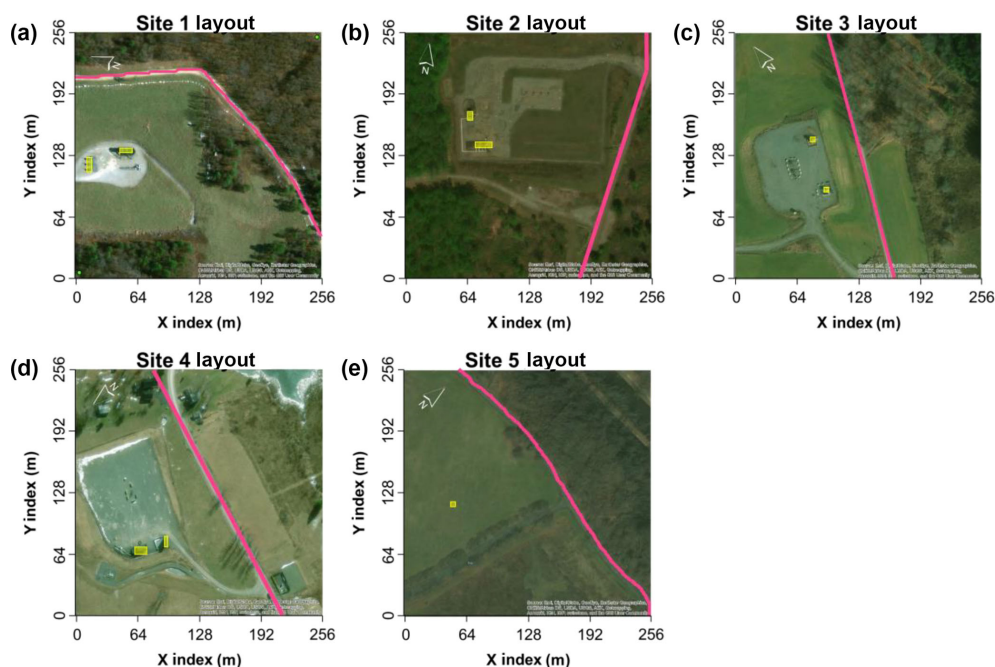 (a)
Site 1 layout
256
192
128
64
0
Y index (m)
N
0 64 128 192 256
X index (m)
(b)
Site 2 layout
256
192
128
64
0
Y index (m)
N
0 64 128 192 256
X index (m)
(c)
Site 3 layout
256
192
128
64
0
Y index (m)
N
0 64 128 192 256
X index (m)
(d)
Site 4 layout
256
192
128
64
0
Y index (m)
N
0 64 128 192 256
X index (m)
(e)
Site 5 layout
256
192
128
64
0
Y index (m)
N
0 64 128 192 256
X index (m)